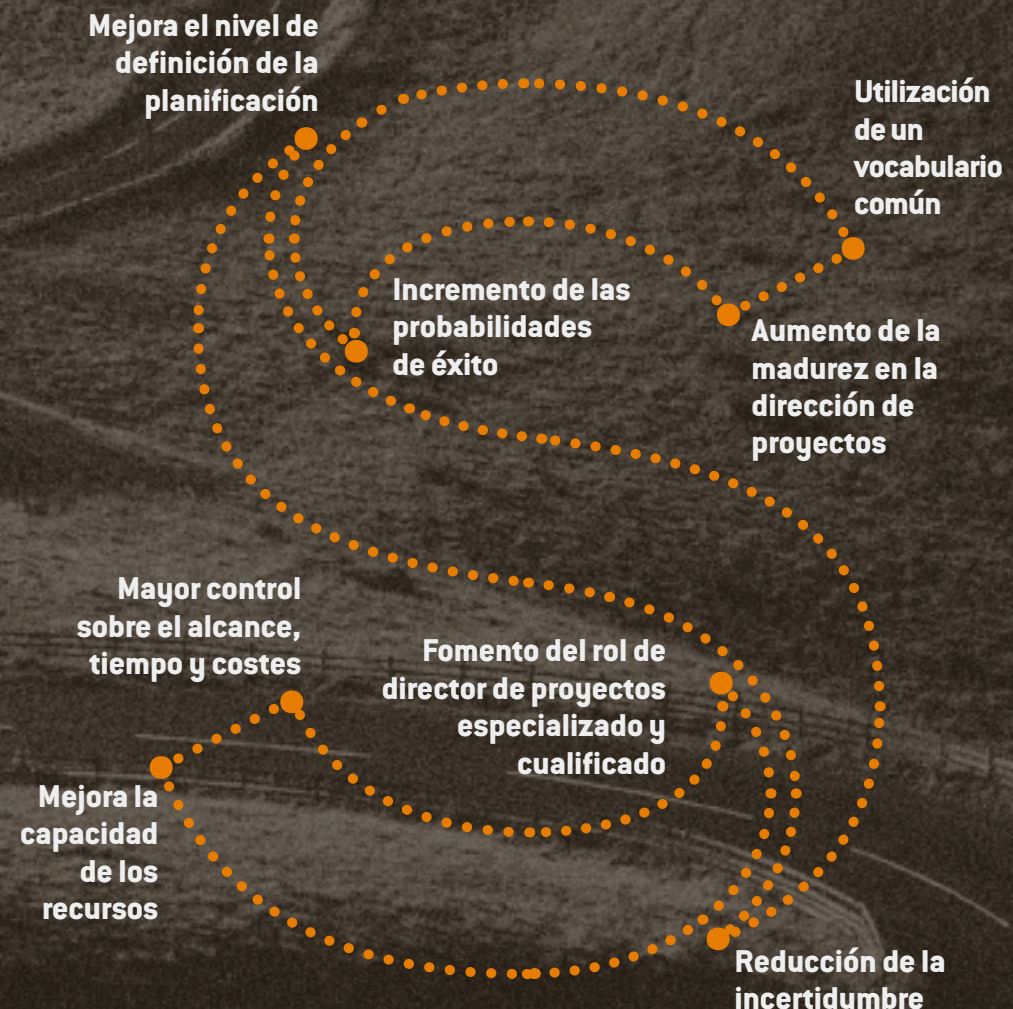 Mejora el nivel de
definición de la
planificación
Utilización
de un
vocabulario
común
Incremento de las
probabilidades
de éxito
Aumento de la
madurez en la
dirección de
proyectos
Mayor control
sobre el alcance,
tiempo y costes
Fomento del rol de
director de proyectos
especializado y
cualificado
Mejora la
capacidad
de los
recursos
Reducción de la
incertidumbre